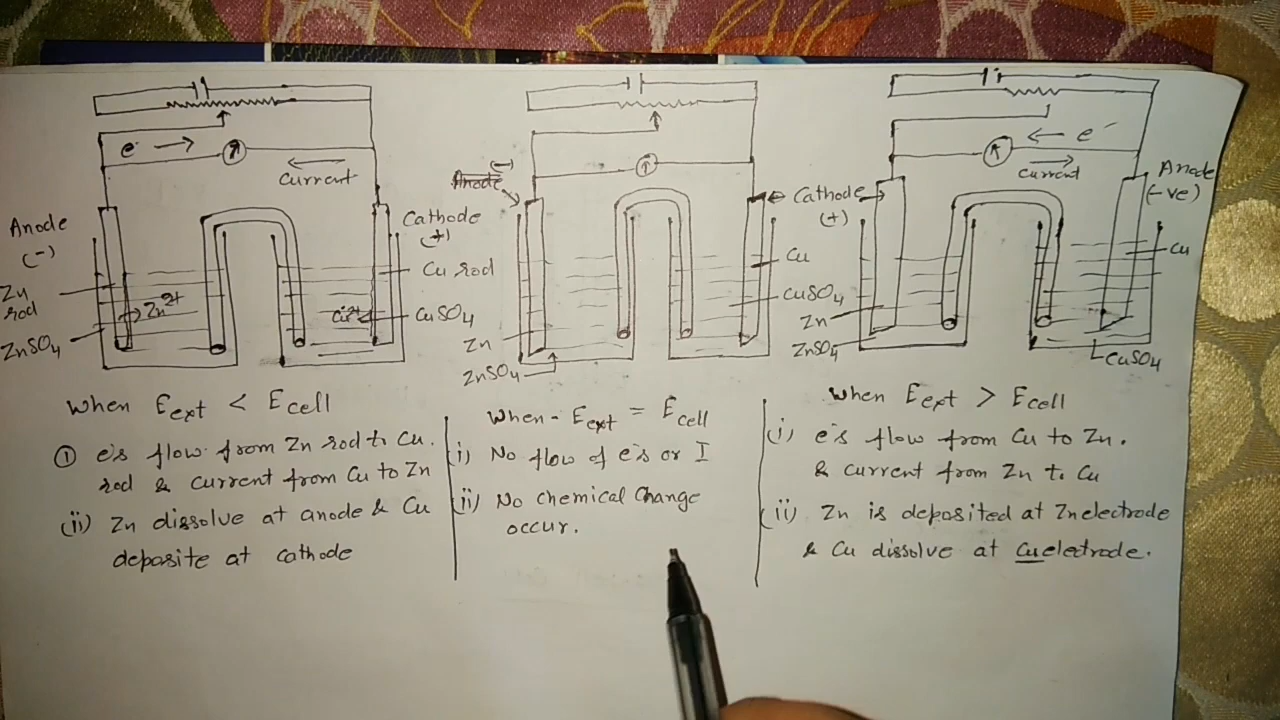 e⁻ →
Current
Anode
(-)
Zn
rod
ZnSO₄
Zn²⁺
Cu²⁺
Cathode
(+)
Cu rod
CuSO₄
When Eext < Ecell
① e's flow from Zn rod to Cu.
rod & current from Cu to Zn
(ii) Zn dissolve at anode & Cu
deposite at cathode
Anode
(-)
Cathode
(+)
Cu
CuSO₄
Zn
ZnSO₄
When - Eext = Ecell
(i) No flow of e's or I
(ii) No chemical Change
occur.
← e⁻
Current
Anode
(-ve)
Cu
Zn
ZnSO₄
CuSO₄
When Eext > Ecell
(i) e's flow from Cu to Zn.
& current from Zn to Cu
(ii) Zn is deposited at Zn electrode
& Cu dissolve at Cu electrode.